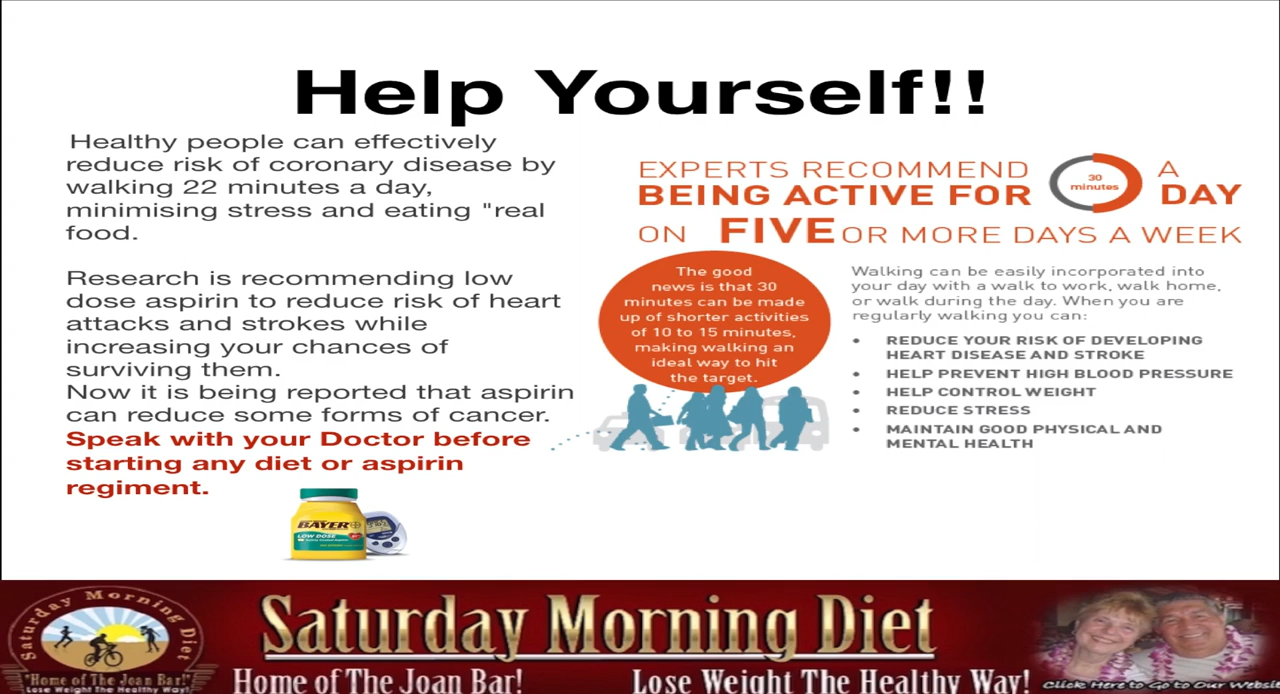 Help Yourself!!
Healthy people can effectively
reduce risk of coronary disease by
walking 22 minutes a day,
minimising stress and eating "real
food.
Research is recommending low
dose aspirin to reduce risk of heart
attacks and strokes while
increasing your chances of
surviving them.
Now it is being reported that aspirin
can reduce some forms of cancer.
Speak with your Doctor before
starting any diet or aspirin
regiment.
BAYER
LOW DOSE
EXPERTS RECOMMEND
BEING ACTIVE FOR
30
minutes
A
DAY
ON FIVE OR MORE DAYS A WEEK
The good
news is that 30
minutes can be made
up of shorter activities
of 10 to 15 minutes,
making walking an
ideal way to hit
the target.
Walking can be easily incorporated into
your day with a walk to work, walk home,
or walk during the day. When you are
regularly walking you can:
• REDUCE YOUR RISK OF DEVELOPING
HEART DISEASE AND STROKE
• HELP PREVENT HIGH BLOOD PRESSURE
• HELP CONTROL WEIGHT
• REDUCE STRESS
• MAINTAIN GOOD PHYSICAL AND
MENTAL HEALTH
Saturday Morning Diet
"Home of The Joan Bar!"
Lose Weight The Healthy Way!
Saturday Morning Diet
Home of The Joan Bar!
Lose Weight The Healthy Way!
Click Here to Go to Our Websi